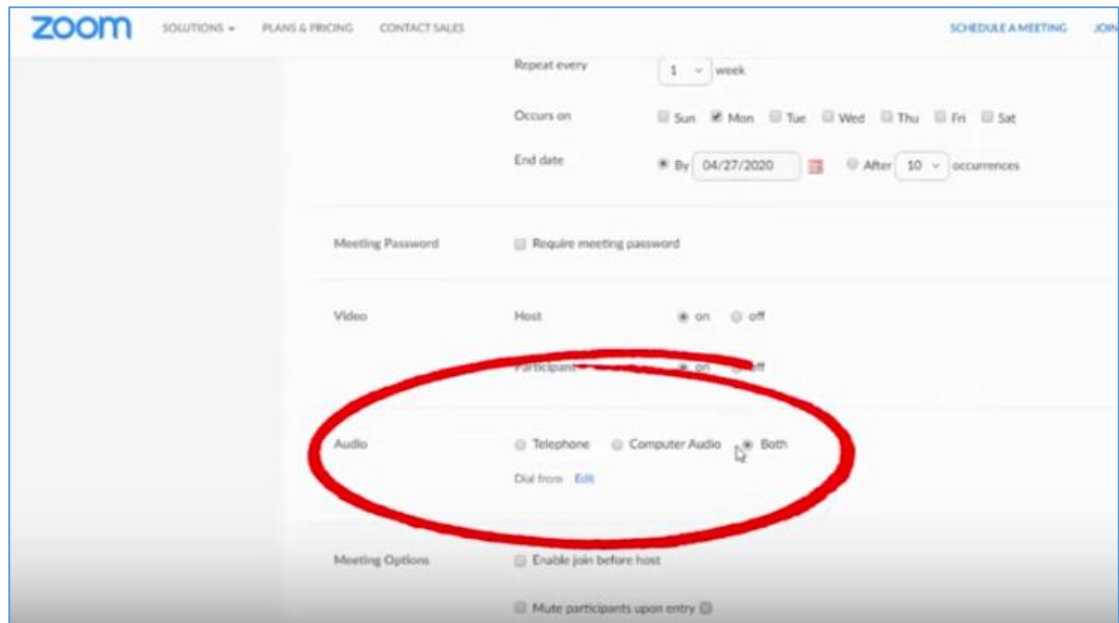 zoom SOLUTIONS PLANS & PRICING CONTACT SALES SCHEDULE A MEETING JOIN
Repeat every 1 week
Occurs on Sun Mon Tue Wed Thu Fri Sat
End date By 04/27/2020 After 10 occurrences
Meeting Password Require meeting password
Video Host on off
Participant on off
Audio Telephone Computer Audio Both
Dial from Edit
Meeting Options Enable join before host
Mute participants upon entry